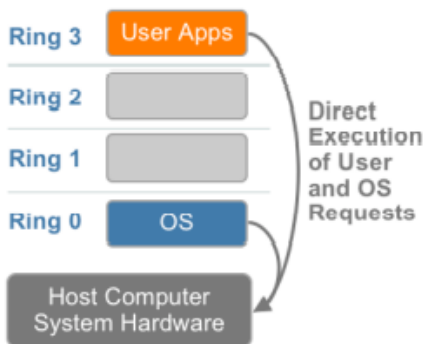 Ring 3
User Apps
Ring 2
Ring 1
Ring 0
OS
Direct
Execution
of User
and OS
Requests
Host Computer
System Hardware